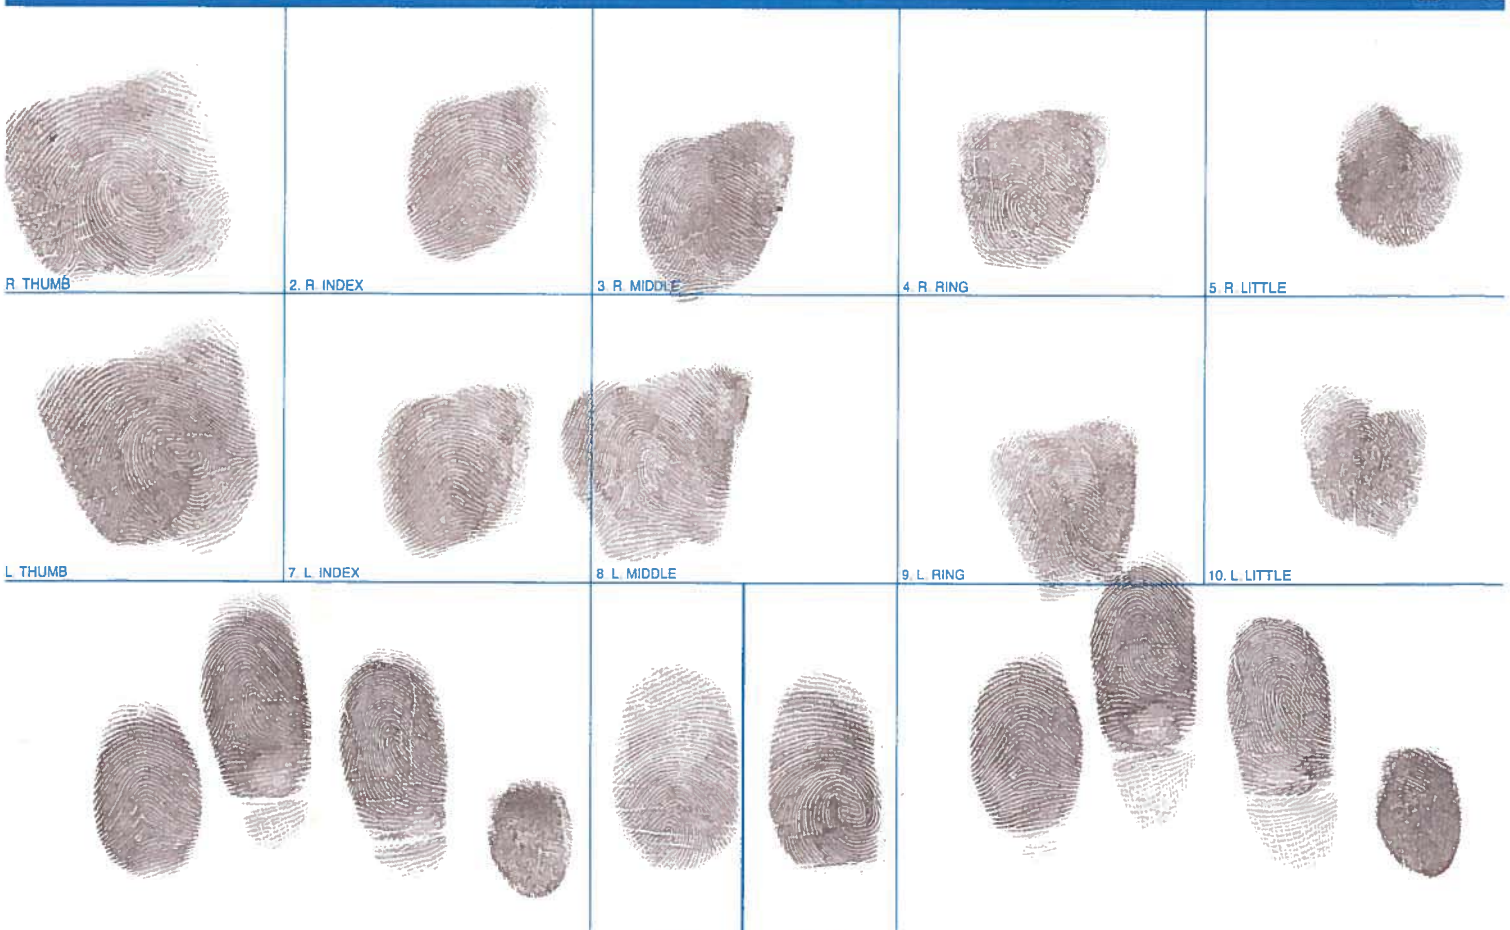 R. THUMB
2. R. INDEX
3. R. MIDDLE
4. R. RING
5. R. LITTLE
L. THUMB
7. L. INDEX
8. L. MIDDLE
9. L. RING
10. L. LITTLE